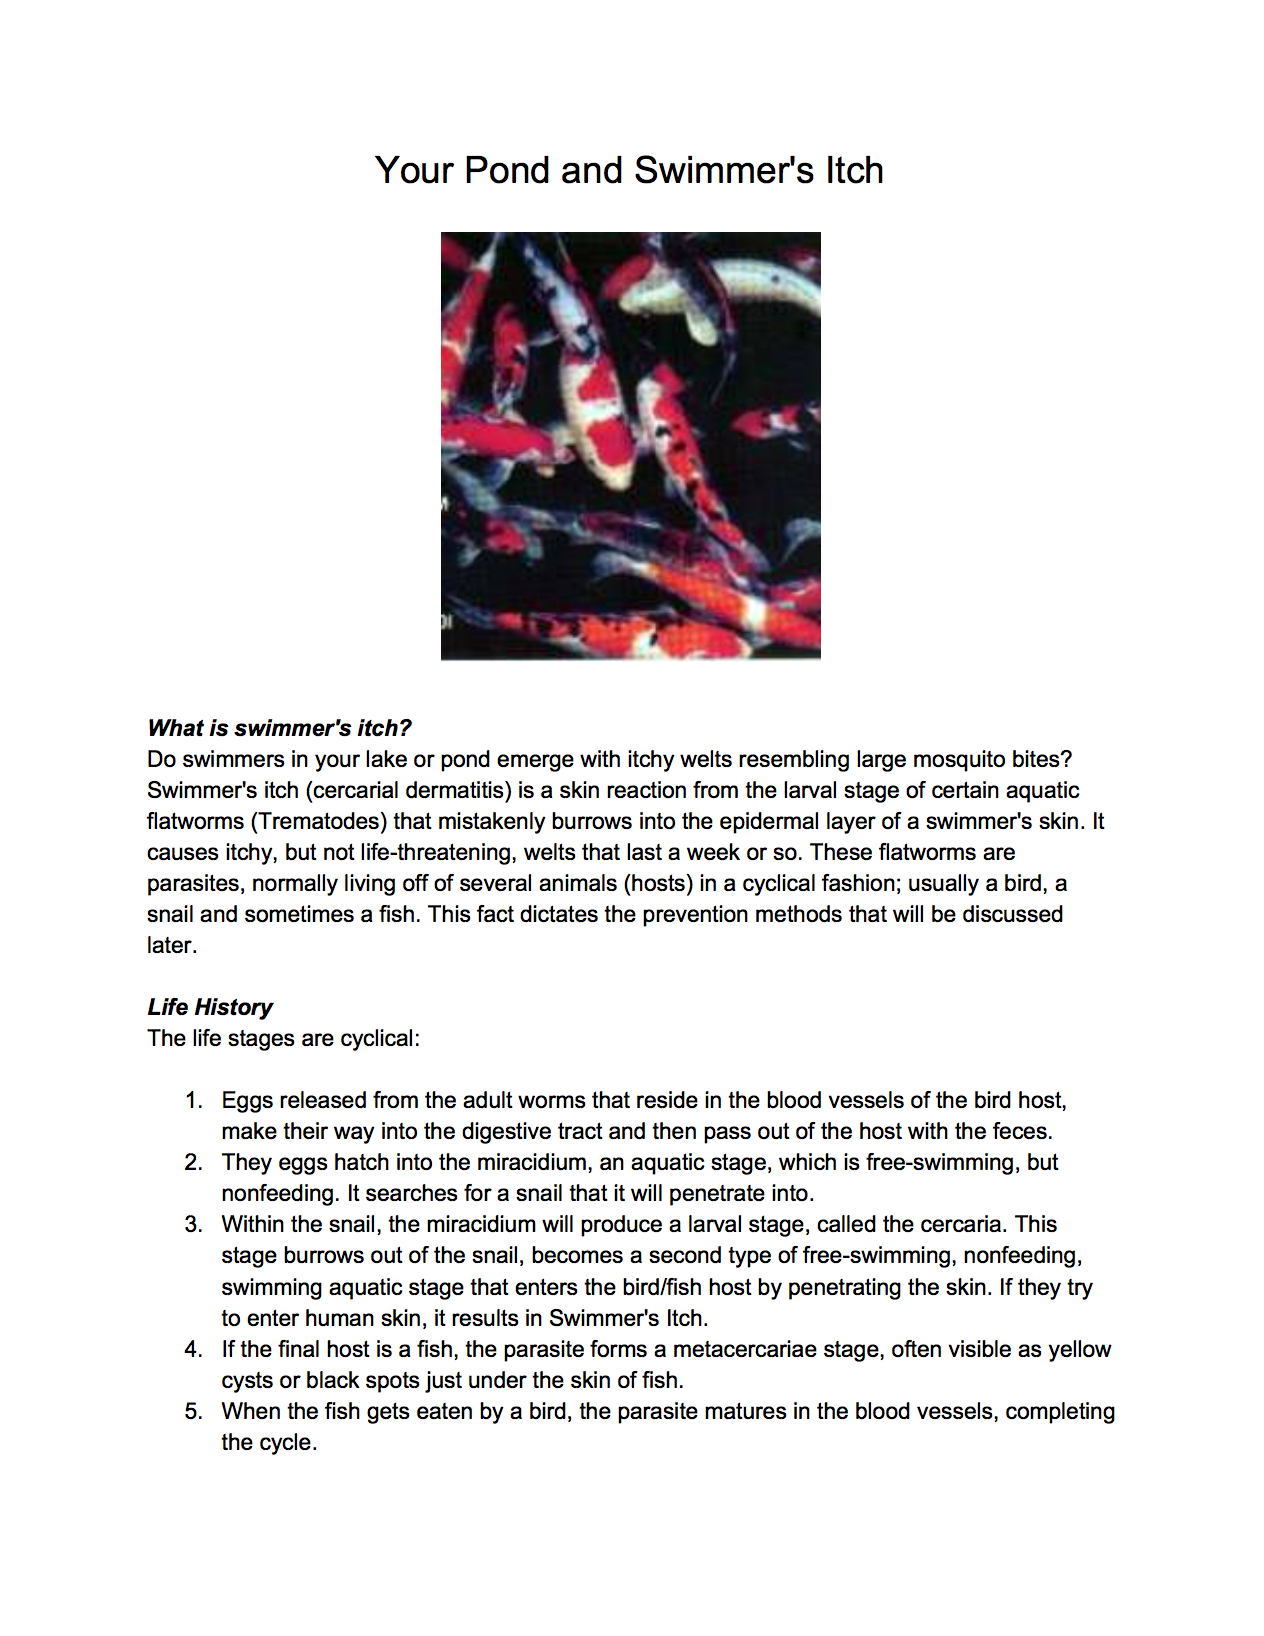 Your Pond and Swimmer's Itch
What is swimmer's itch?
Do swimmers in your lake or pond emerge with itchy welts resembling large mosquito bites?
Swimmer's itch (cercarial dermatitis) is a skin reaction from the larval stage of certain aquatic
flatworms (Trematodes) that mistakenly burrows into the epidermal layer of a swimmer's skin. It
causes itchy, but not life-threatening, welts that last a week or so. These flatworms are
parasites, normally living off of several animals (hosts) in a cyclical fashion; usually a bird, a
snail and sometimes a fish. This fact dictates the prevention methods that will be discussed
later.
Life History
The life stages are cyclical:
1. Eggs released from the adult worms that reside in the blood vessels of the bird host,
make their way into the digestive tract and then pass out of the host with the feces.
2. They eggs hatch into the miracidium, an aquatic stage, which is free-swimming, but
nonfeeding. It searches for a snail that it will penetrate into.
3. Within the snail, the miracidium will produce a larval stage, called the cercaria. This
stage burrows out of the snail, becomes a second type of free-swimming, nonfeeding,
swimming aquatic stage that enters the bird/fish host by penetrating the skin. If they try
to enter human skin, it results in Swimmer's Itch.
4. If the final host is a fish, the parasite forms a metacercariae stage, often visible as yellow
cysts or black spots just under the skin of fish.
5. When the fish gets eaten by a bird, the parasite matures in the blood vessels, completing
the cycle.